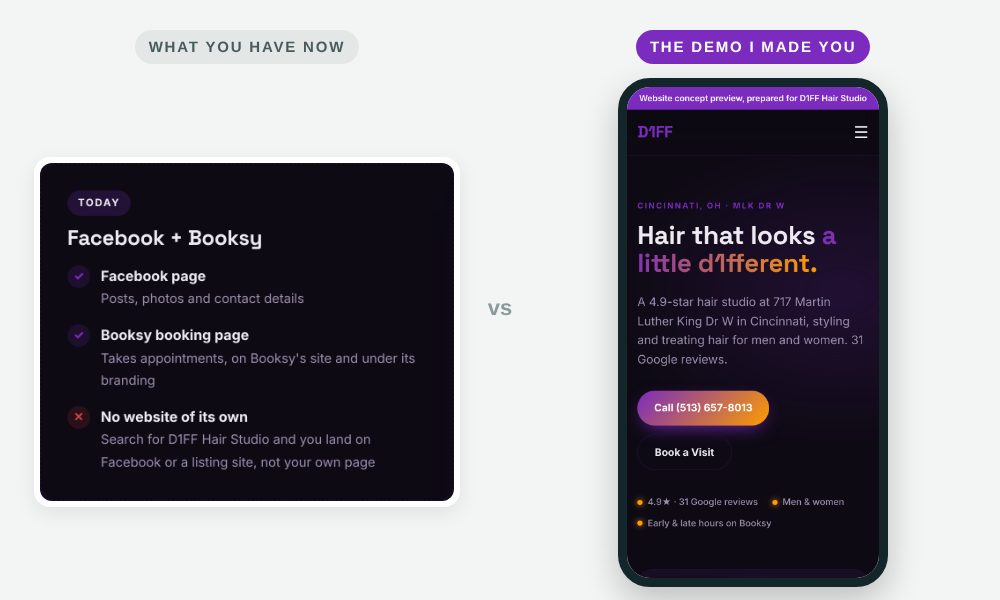 WHAT YOU HAVE NOW
TODAY
Facebook + Booksy
Facebook page
Posts, photos and contact details
Booksy booking page
Takes appointments, on Booksy's site and under its
branding
No website of its own
Search for D1FF Hair Studio and you land on
Facebook or a listing site, not your own page
vs
THE DEMO I MADE YOU
Website concept preview, prepared for D1FF Hair Studio
D1FF
CINCINNATI, OH · MLK DR W
Hair that looks a
little d1fferent.
A 4.9-star hair studio at 717 Martin
Luther King Dr W in Cincinnati, styling
and treating hair for men and women. 31
Google reviews.
Call (513) 657-8013
Book a Visit
4.9★ · 31 Google reviews
Men & women
Early & late hours on Booksy